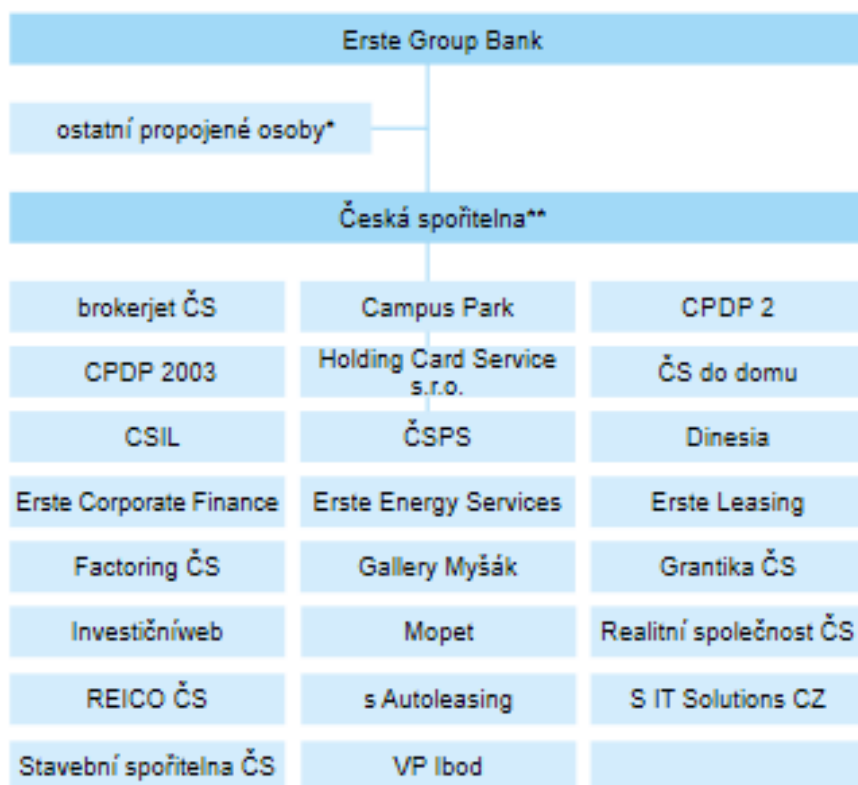 Erste Group Bank
ostatní propojené osoby*
Česká spořitelna**
brokerjet ČS
Campus Park
CPDP 2
CPDP 2003
Holding Card Service
s.r.o.
ČS do domu
CSIL
ČSPS
Dinesia
Erste Corporate Finance
Erste Energy Services
Erste Leasing
Factoring ČS
Gallery Myšák
Grantika ČS
Investičníweb
Mopet
Realitní společnost ČS
REICO ČS
s Autoleasing
S IT Solutions CZ
Stavební spořitelna ČS
VP Ibod